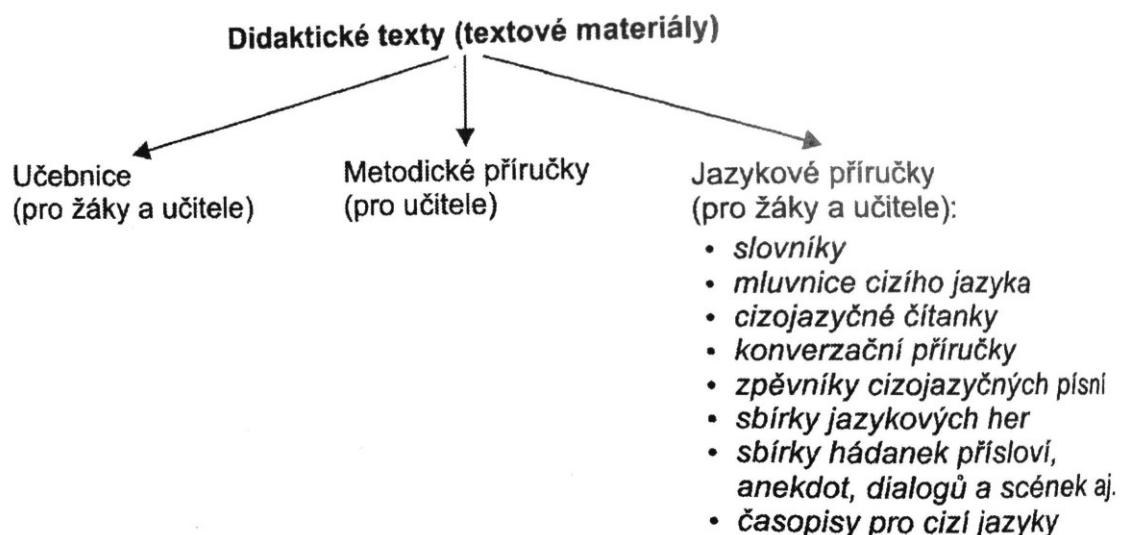 Didaktické texty (textové materiály)
Učebnice
(pro žáky a učitele)
Metodické příručky
(pro učitele)
Jazykové příručky
(pro žáky a učitele):
• slovníky
• mluvnice cizího jazyka
• cizojazyčné čítanky
• konverzační příručky
• zpěvníky cizojazyčných písní
• sbírky jazykových her
• sbírky hádanek přísloví,
anekdot, dialogů a scének aj.
• časopisy pro cizí jazyky